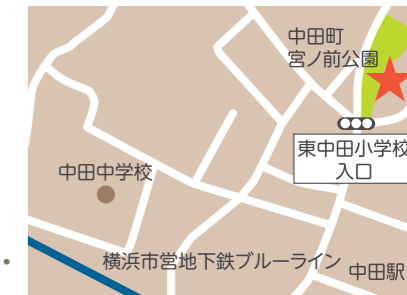 中田町
宮ノ前公園
東中田小学校
入口
中田中学校
横浜市営地下鉄ブルーライン
中田駅